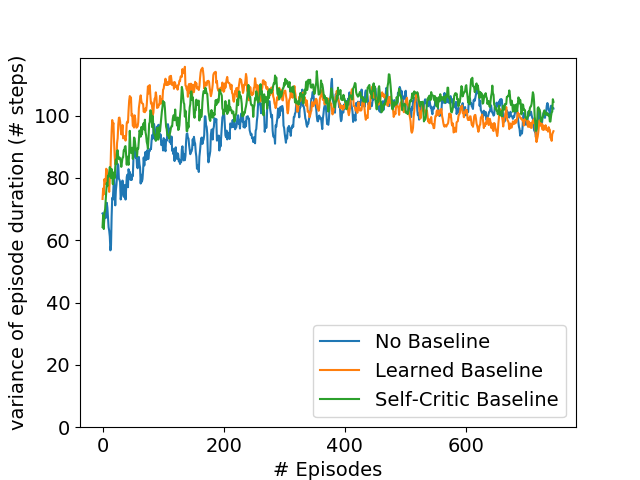 variance of episode duration (# steps)
100
80
60
40
20
0
0 200 400 600
# Episodes
No Baseline
Learned Baseline
Self-Critic Baseline